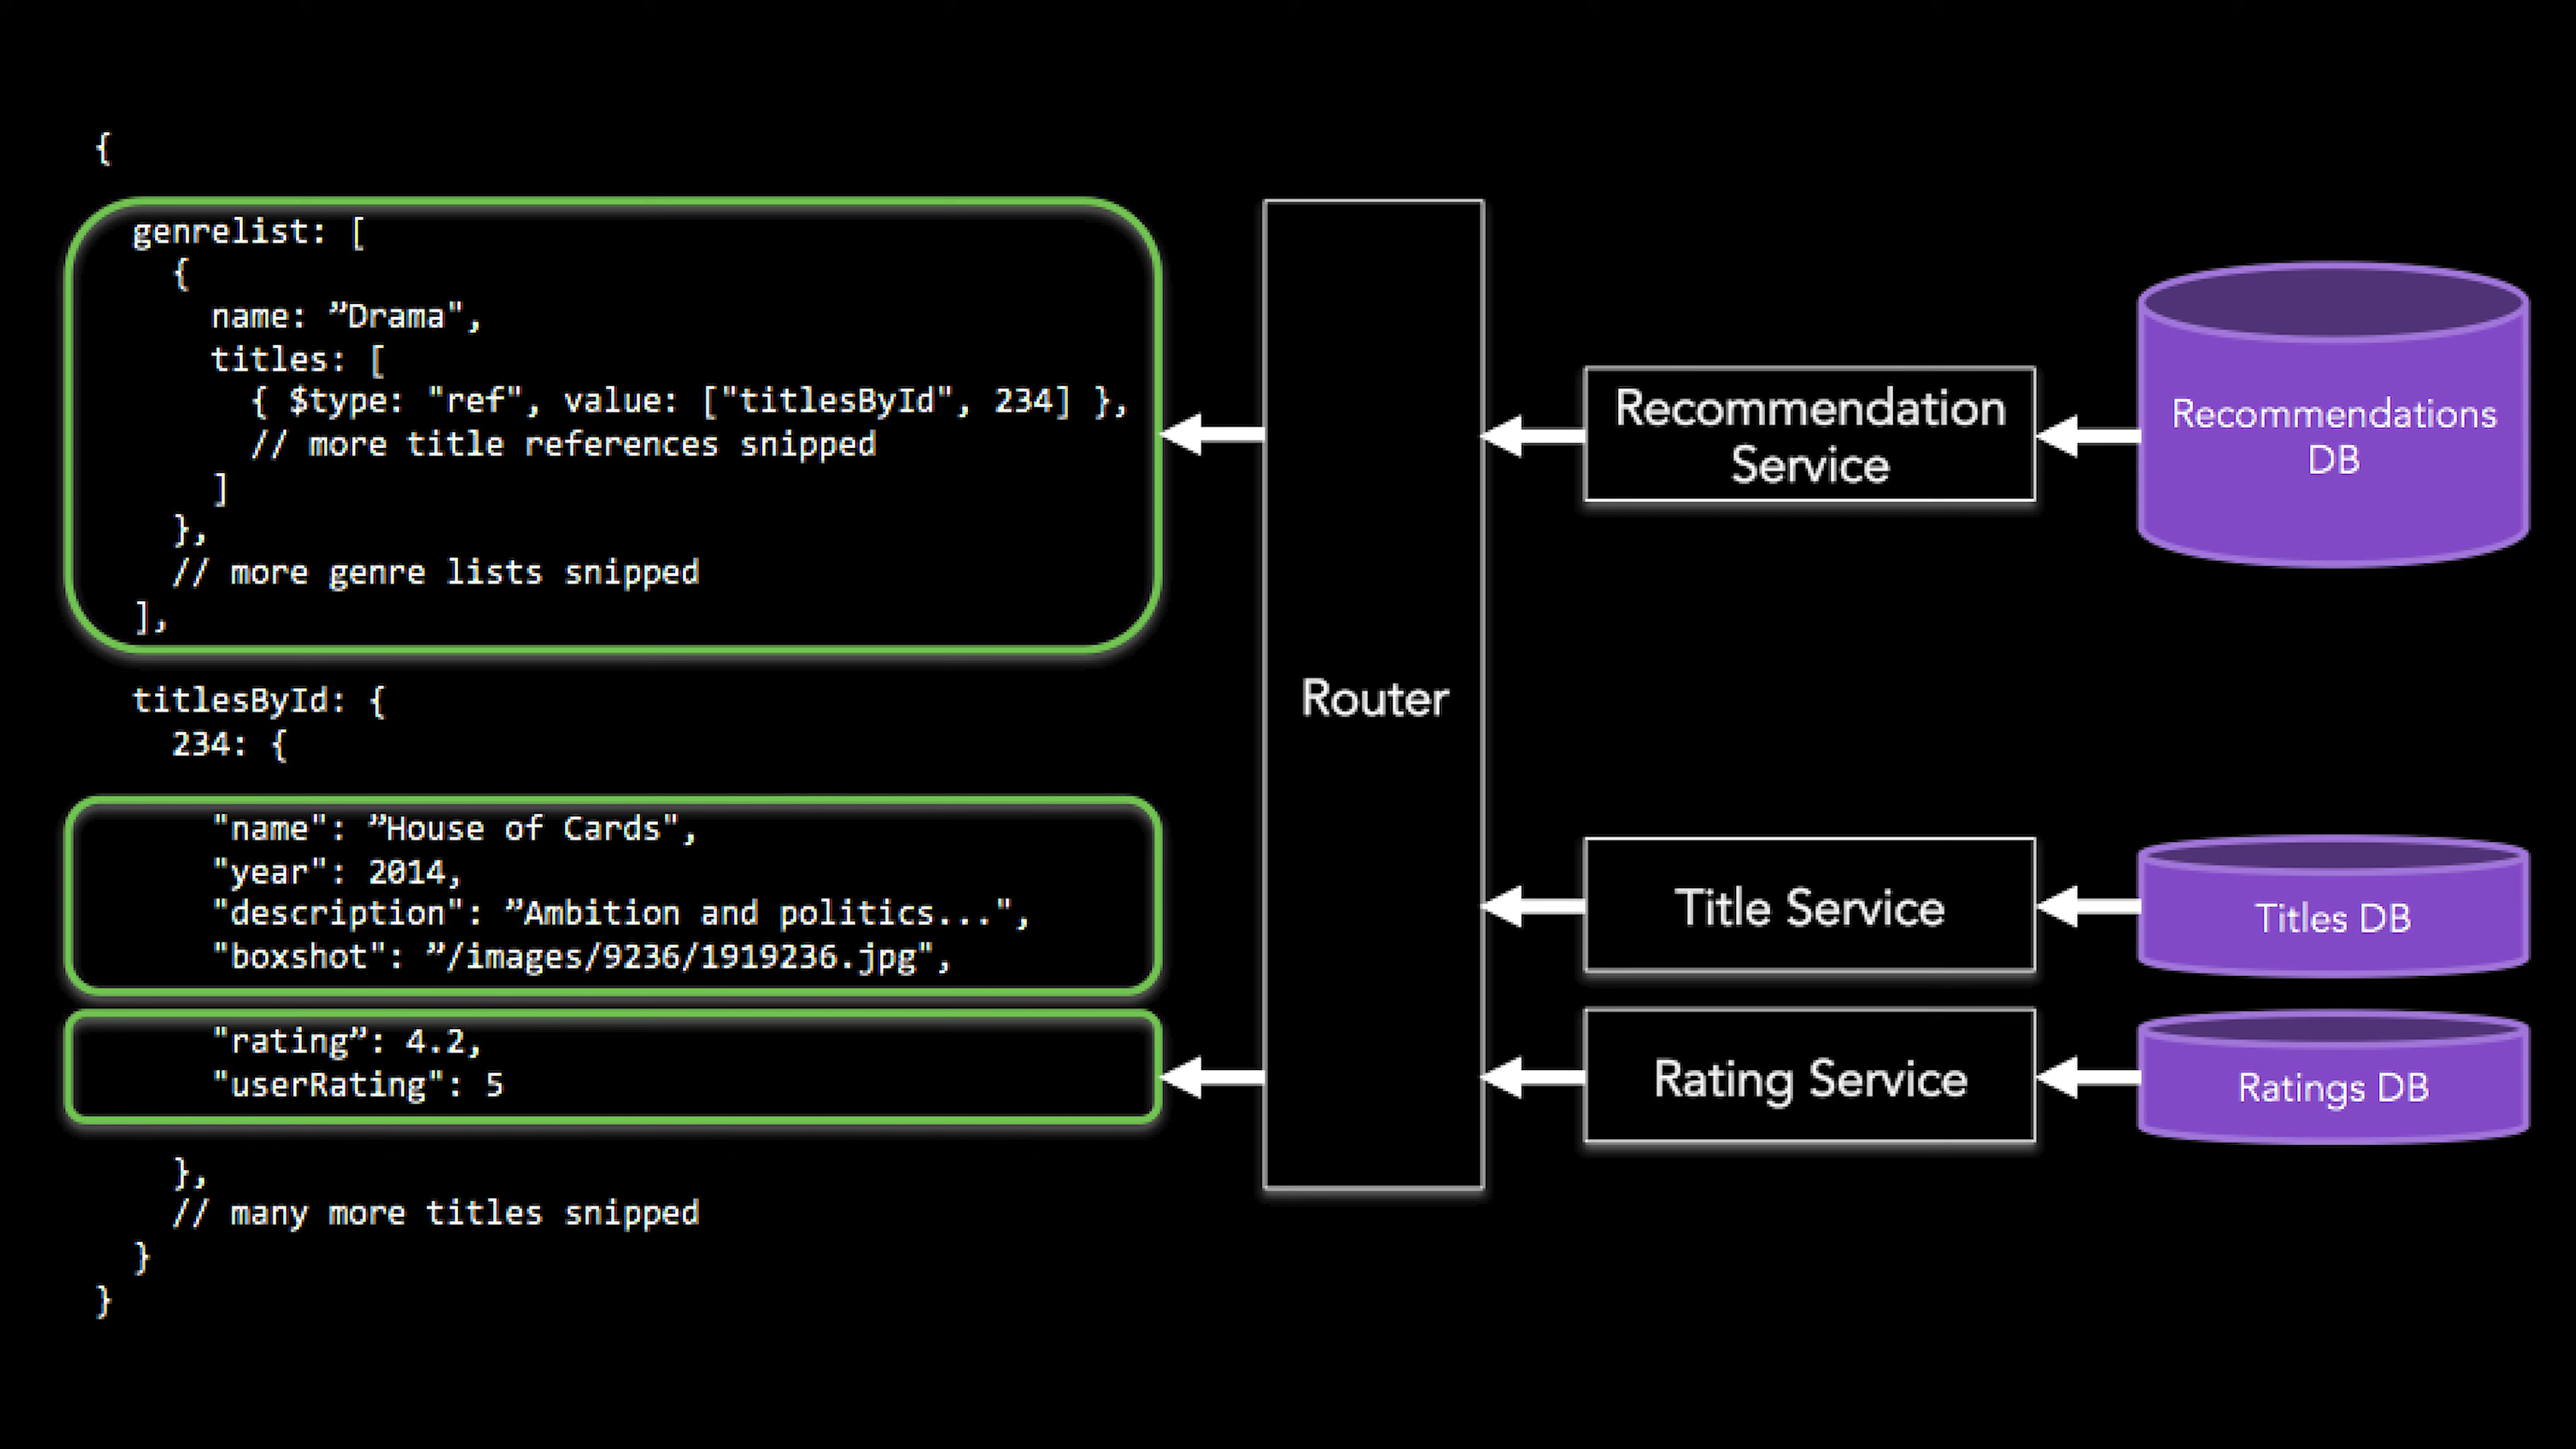 {
genrelist: [
{
name: ”Drama",
titles: [
{ $type: "ref", value: ["titlesById", 234] },
// more title references snipped
]
},
// more genre lists snipped
],
titlesById: {
234: {
"name": ”House of Cards",
"year": 2014,
"description": ”Ambition and politics...",
"boxshot": ”/images/9236/1919236.jpg",
"rating”: 4.2,
"userRating": 5
},
// many more titles snipped
}
}
Router
Recommendation
Service
Title Service
Rating Service
Recommendations
DB
Titles DB
Ratings DB